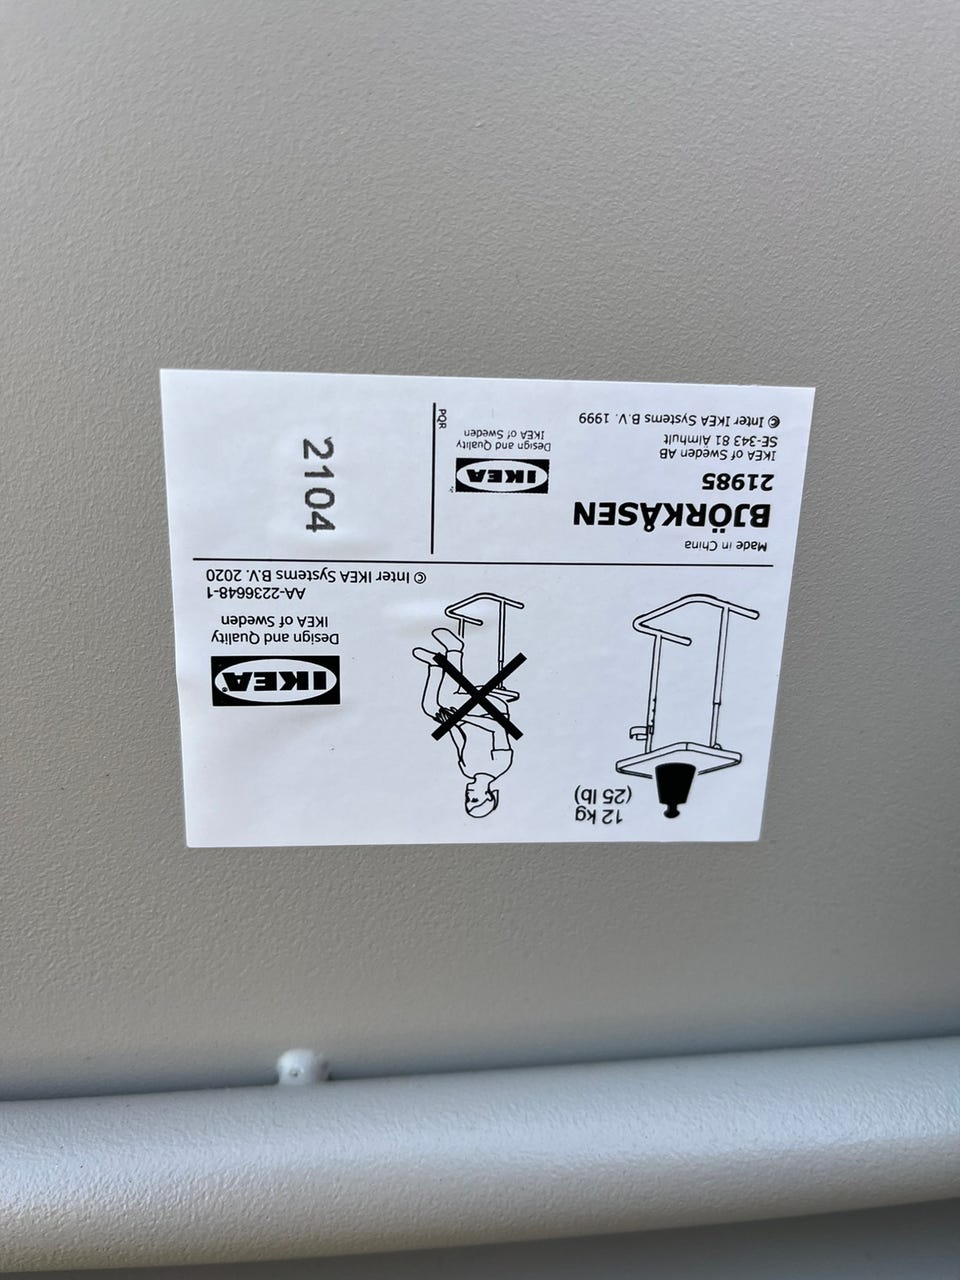 12 kg
(25 lb)
IKEA®
Design and Quality
IKEA of Sweden
AA-2236648-1
© Inter IKEA Systems B.V. 2020
Made in China
BJÖRKÅSEN
21985
IKEA of Sweden AB
SE-343 81 Älmhult
© Inter IKEA Systems B.V. 1999
IKEA
Design and Quality
IKEA of Sweden
PQR
2104